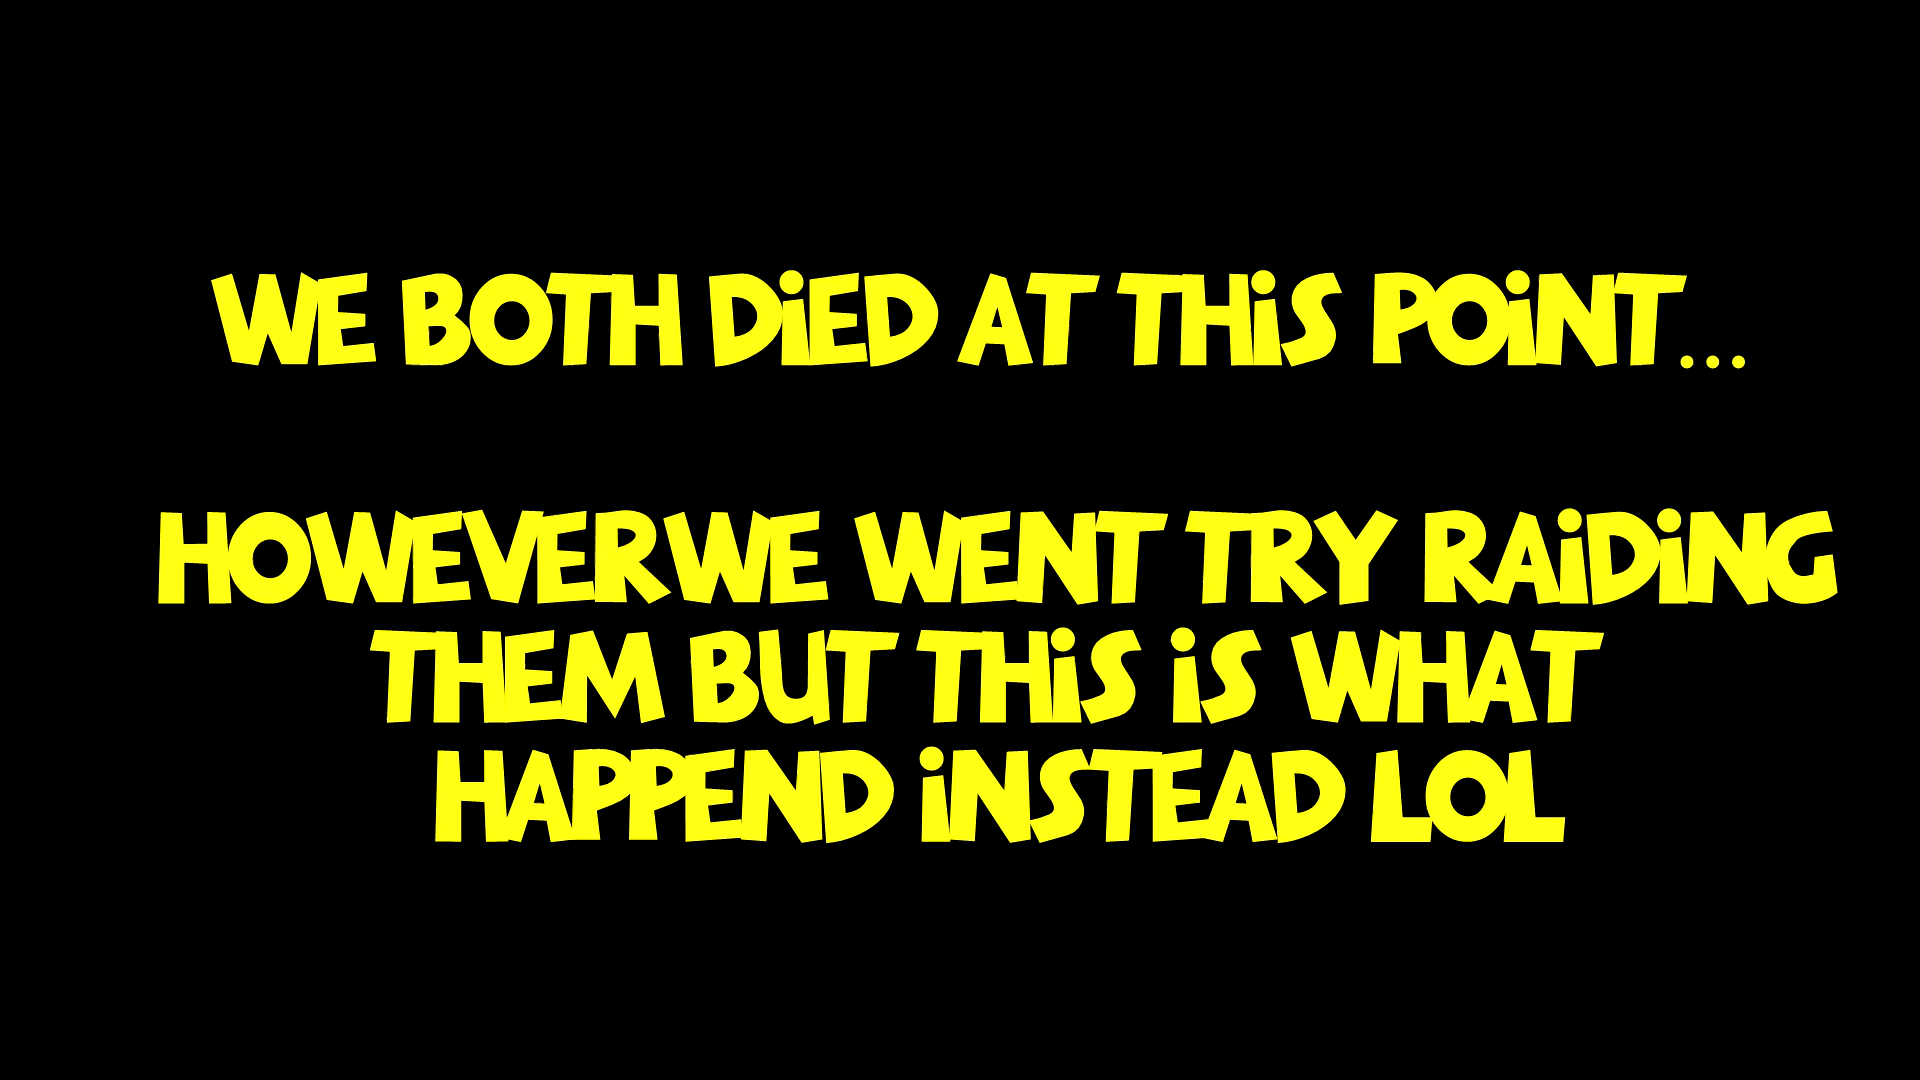 WE BOTH DiED AT THiS POiNT...
HOWEVERWE WENT TRY RAiDiNG
THEM BUT THiS iS WHAT
HAPPEND iNSTEAD LOL